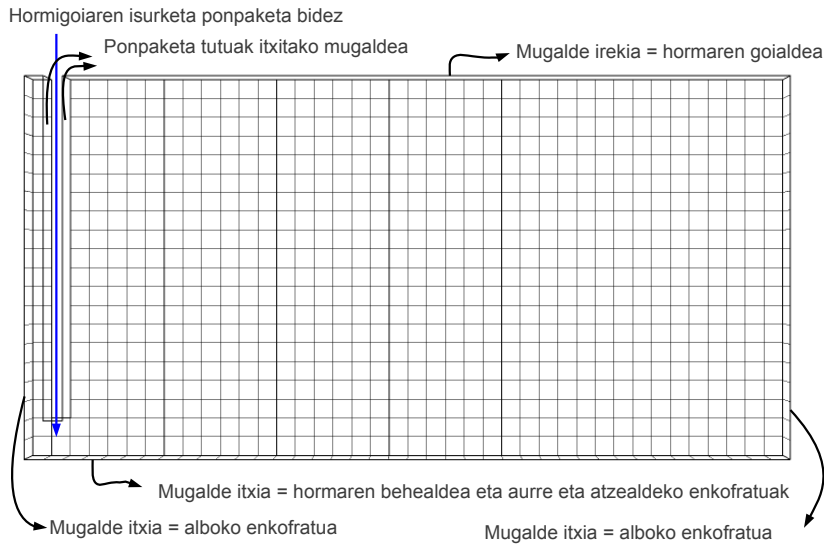 Hormigoiaren isurketa ponpaketa bidez
Ponpaketa tutuak itxitako mugaldea
Mugalde irekia = hormaren goialdea
Mugalde itxia = hormaren behealdea eta aurre eta atzealdeko enkofratuak
Mugalde itxia = alboko enkofratua
Mugalde itxia = alboko enkofratua